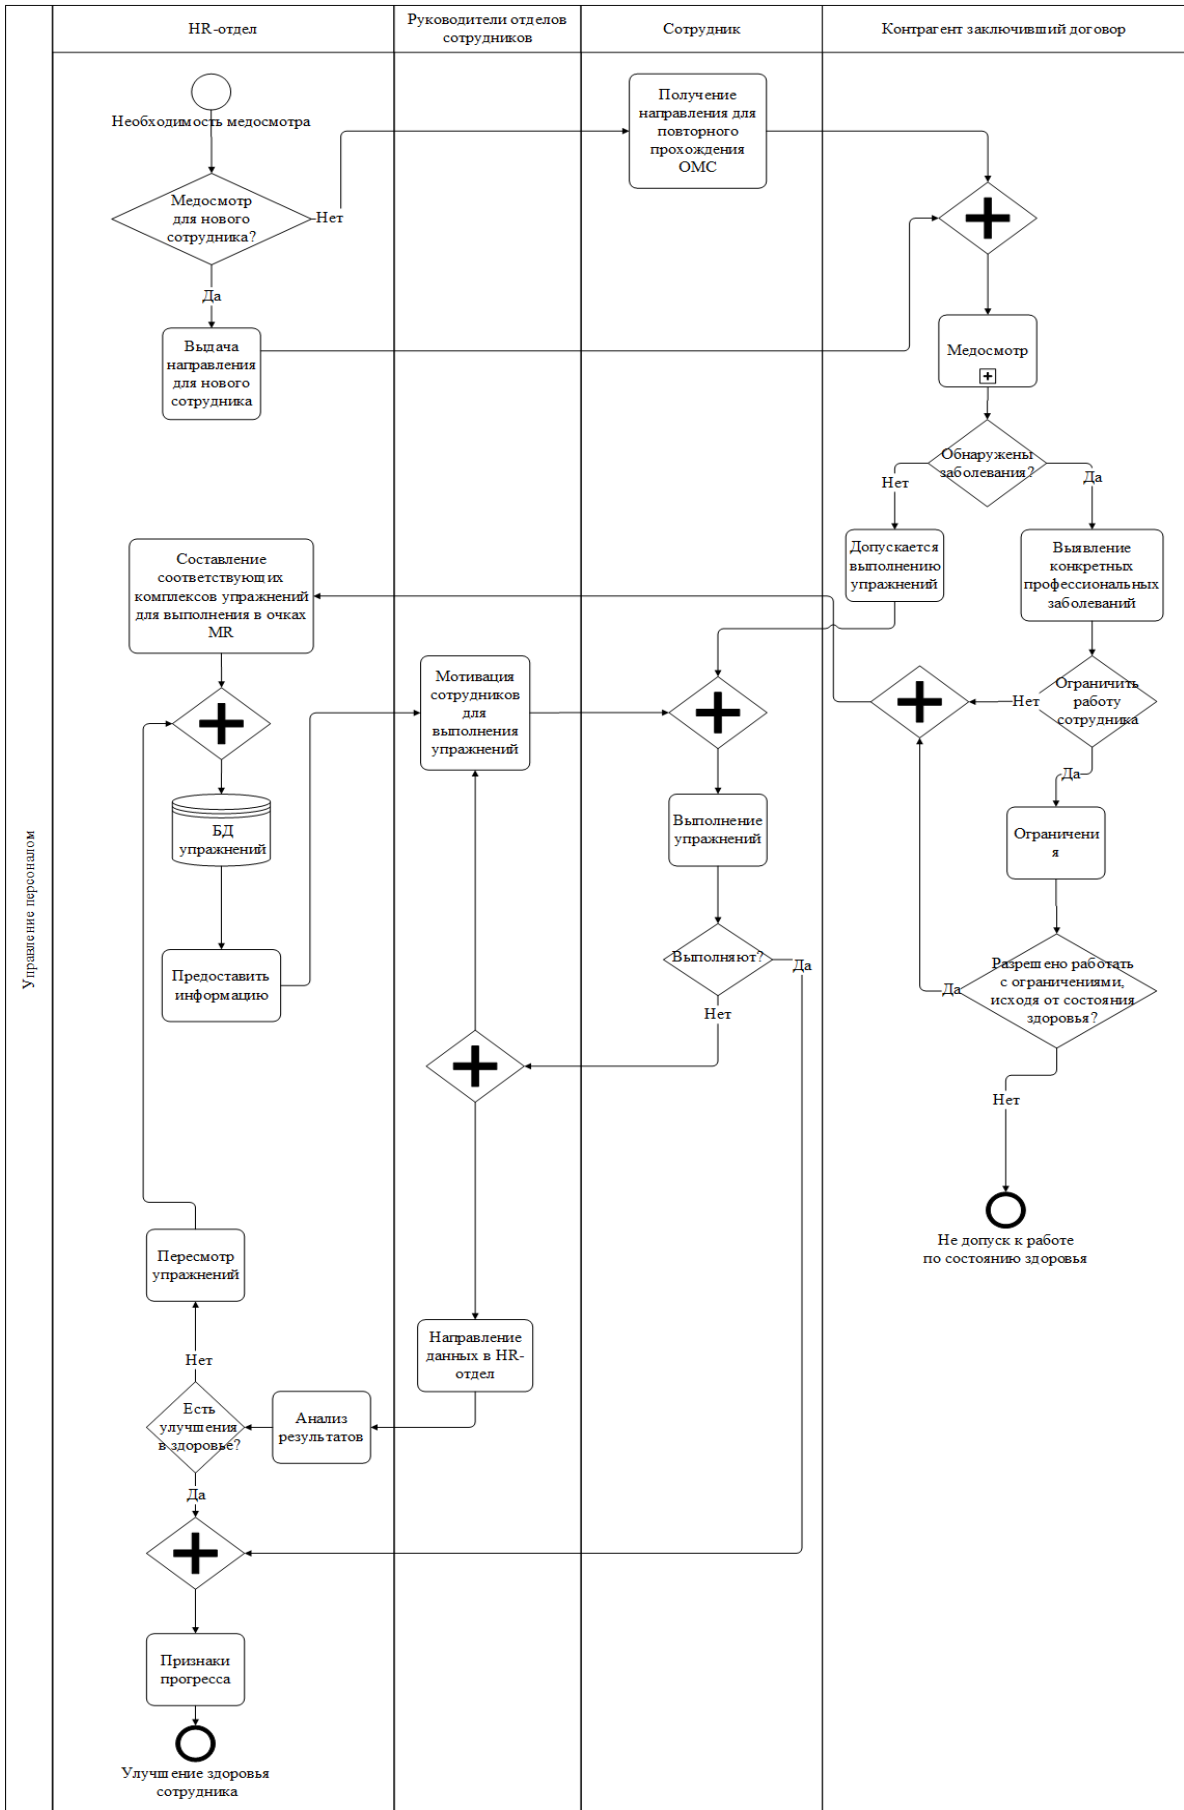 HR-отдел
Руководители отделов
сотрудников
Сотрудник
Контрагент заключивший договор
Управление персоналом
Необходимость медосмотра
Медосмотр
для нового
сотрудника?
Нет
Да
Выдача
направления
для нового
сотрудника
Получение
направления для
повторного
прохождения
ОМС
Медосмотр
Обнаружены
заболевания?
Нет
Да
Допускается
выполнению
упражнений
Выявление
конкретных
профессиональных
заболеваний
Составление
соответствующих
комплексов упражнений
для выполнения в очках
MR
Мотивация
сотрудников
для
выполнения
упражнений
Ограничить
работу
сотрудника
Нет
Да
БД
упражнений
Выполнение
упражнений
Ограничени
я
Предоставить
информацию
Выполняют?
Да
Нет
Разрешено работать
с ограничениями,
исходя от состояния
здоровья?
Да
Нет
Не допуск к работе
по состоянию здоровья
Пересмотр
упражнений
Направление
данных в HR-
отдел
Нет
Есть
улучшения
в здоровье?
Анализ
результатов
Да
Признаки
прогресса
Улучшение здоровья
сотрудника